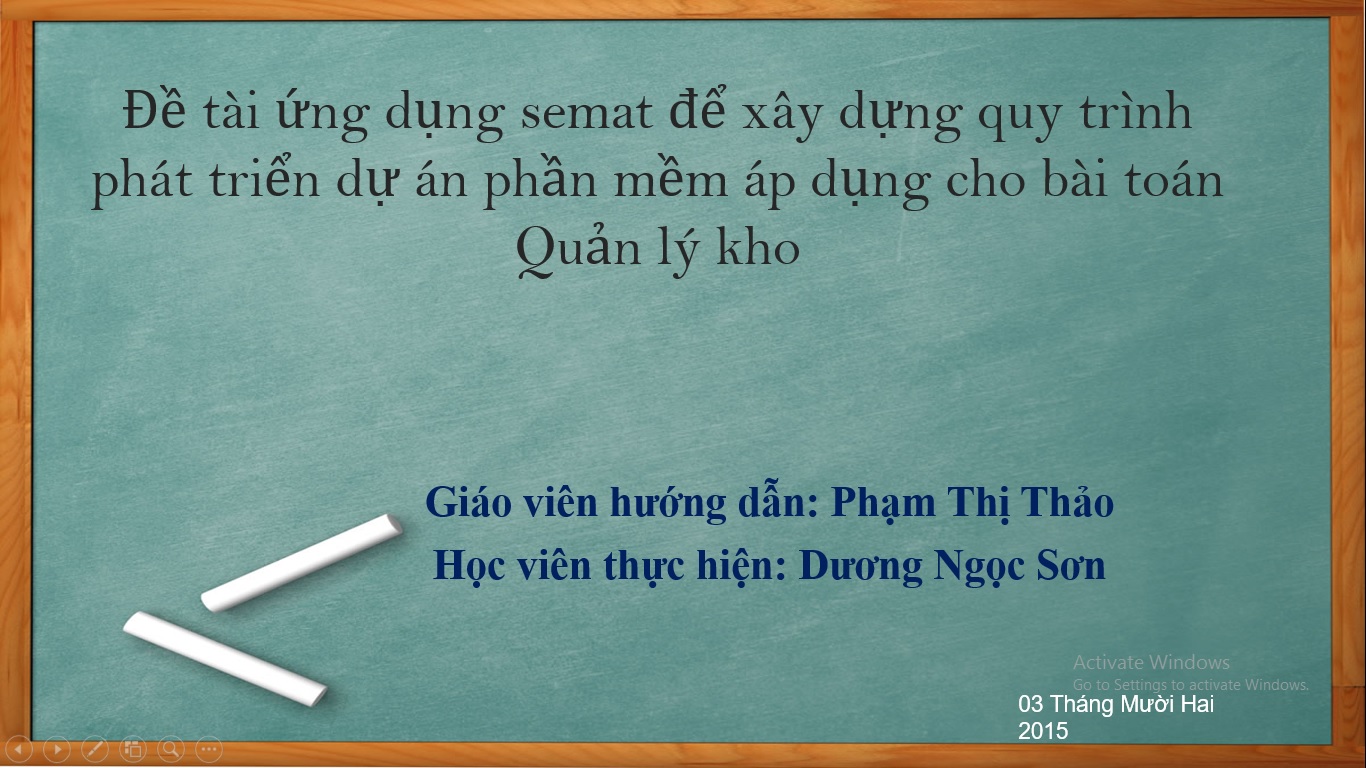 Đề tài ứng dụng semat để xây dựng quy trình
phát triển dự án phần mềm áp dụng cho bài toán
Quản lý kho
Giáo viên hướng dẫn: Phạm Thị Thảo
Học viên thực hiện: Dương Ngọc Sơn
Activate Windows
Go to Settings to activate Windows.
03 Tháng Mười Hai
2015